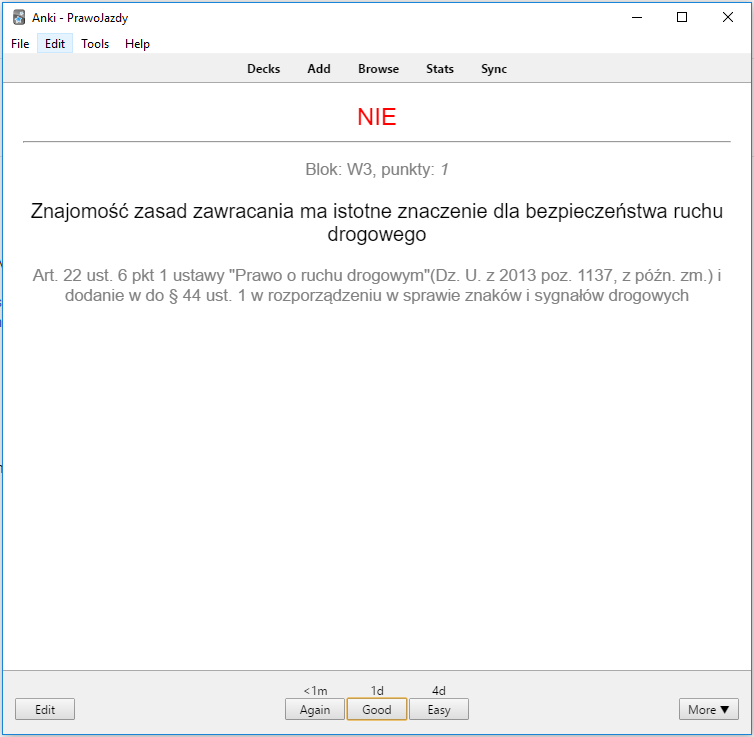 Anki - PrawoJazdy
File Edit Tools Help
Decks Add Browse Stats Sync
NIE
Blok: W3, punkty: 1
Znajomość zasad zawracania ma istotne znaczenie dla bezpieczeństwa ruchu
drogowego
Art. 22 ust. 6 pkt 1 ustawy "Prawo o ruchu drogowym"(Dz. U. z 2013 poz. 1137, z późn. zm.) i
dodanie w do § 44 ust. 1 w rozporządzeniu w sprawie znaków i sygnałów drogowych
<1m 1d 4d
Edit Again Good Easy More ▼